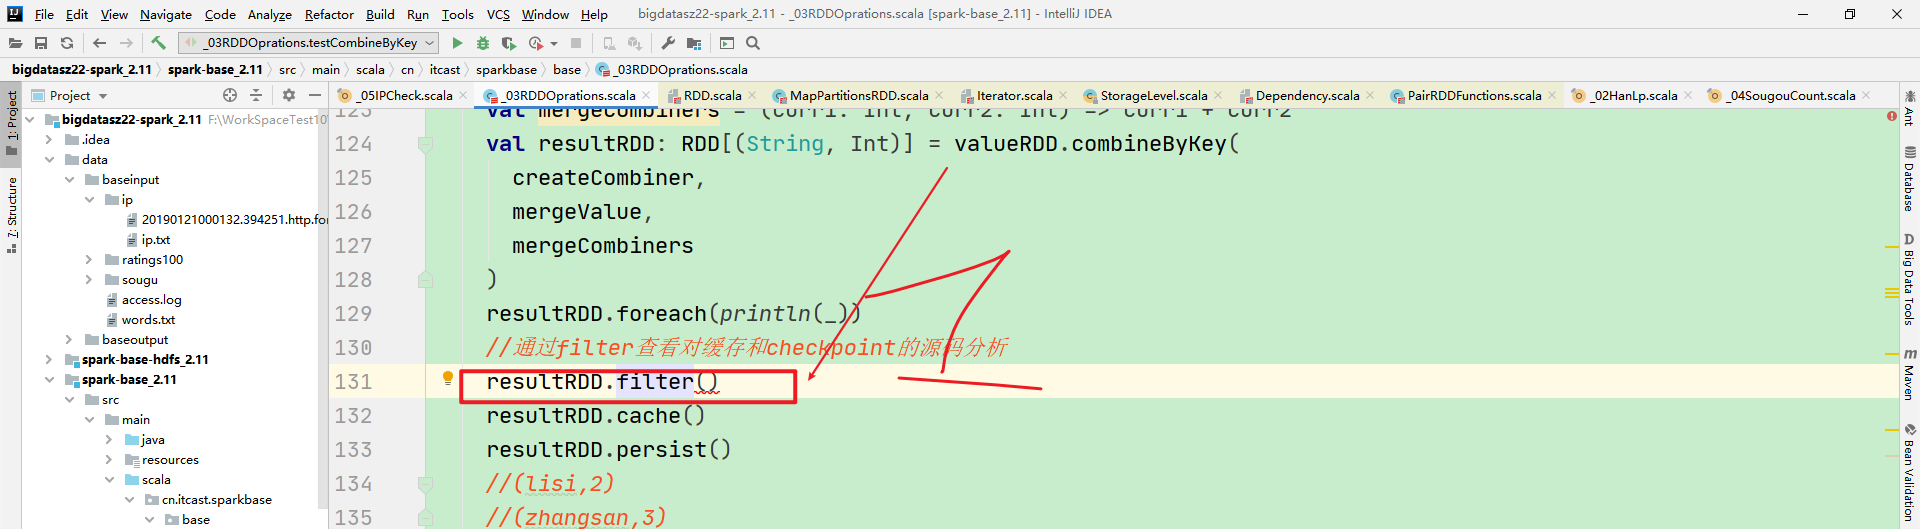 File Edit View Navigate Code Analyze Refactor Build Run Tools VCS Window Help bigdatasz22-spark_2.11 - _03RDDOprations.scala [spark-base_2.11] - IntelliJ IDEA
_03RDDOprations.testCombineByKey
bigdatasz22-spark_2.11 spark-base_2.11 src main scala cn itcast sparkbase base _03RDDOprations.scala
Project
_05IPCheck.scala _03RDDOprations.scala RDD.scala MapPartitionsRDD.scala Iterator.scala StorageLevel.scala Dependency.scala PairRDDFunctions.scala _02HanLp.scala _04SougouCount.scala
1: Project
7: Structure
bigdatasz22-spark_2.11 F:\WorkSpaceTest10
.idea
data
baseinput
ip
20190121000132.394251.http.for
ip.txt
ratings100
sougu
access.log
words.txt
baseoutput
spark-base-hdfs_2.11
spark-base_2.11
src
main
java
resources
scala
cn.itcast.sparkbase
base
123 val mergeCombiners = (curr1: Int, curr2: Int) => curr1 + curr2
124 val resultRDD: RDD[(String, Int)] = valueRDD.combineByKey(
125 createCombiner,
126 mergeValue,
127 mergeCombiners
128 )
129 resultRDD.foreach(println(_))
130 //通过filter查看对缓存和checkpoint的源码分析
131 resultRDD.filter()
132 resultRDD.cache()
133 resultRDD.persist()
134 //(lisi,2)
135 //(zhangsan,3)
Ant
Database
Big Data Tools
Maven
Bean Validation